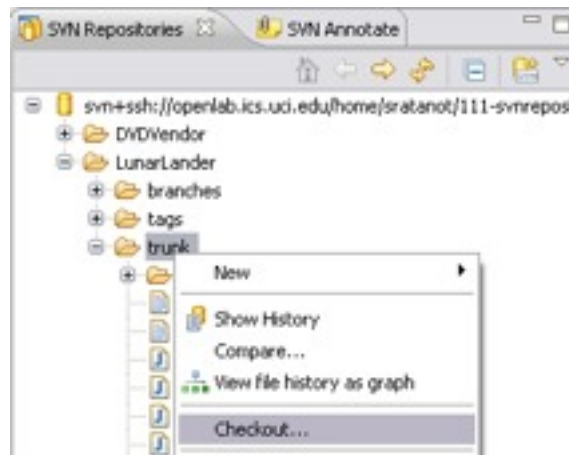 SVN Repositories
SVN Annotate
svn+ssh://openlab.ics.uci.edu/home/sratanot/111-svnrepos
DVDVendor
LunarLander
branches
tags
trunk
New
Show History
Compare...
View file history as graph
Checkout...